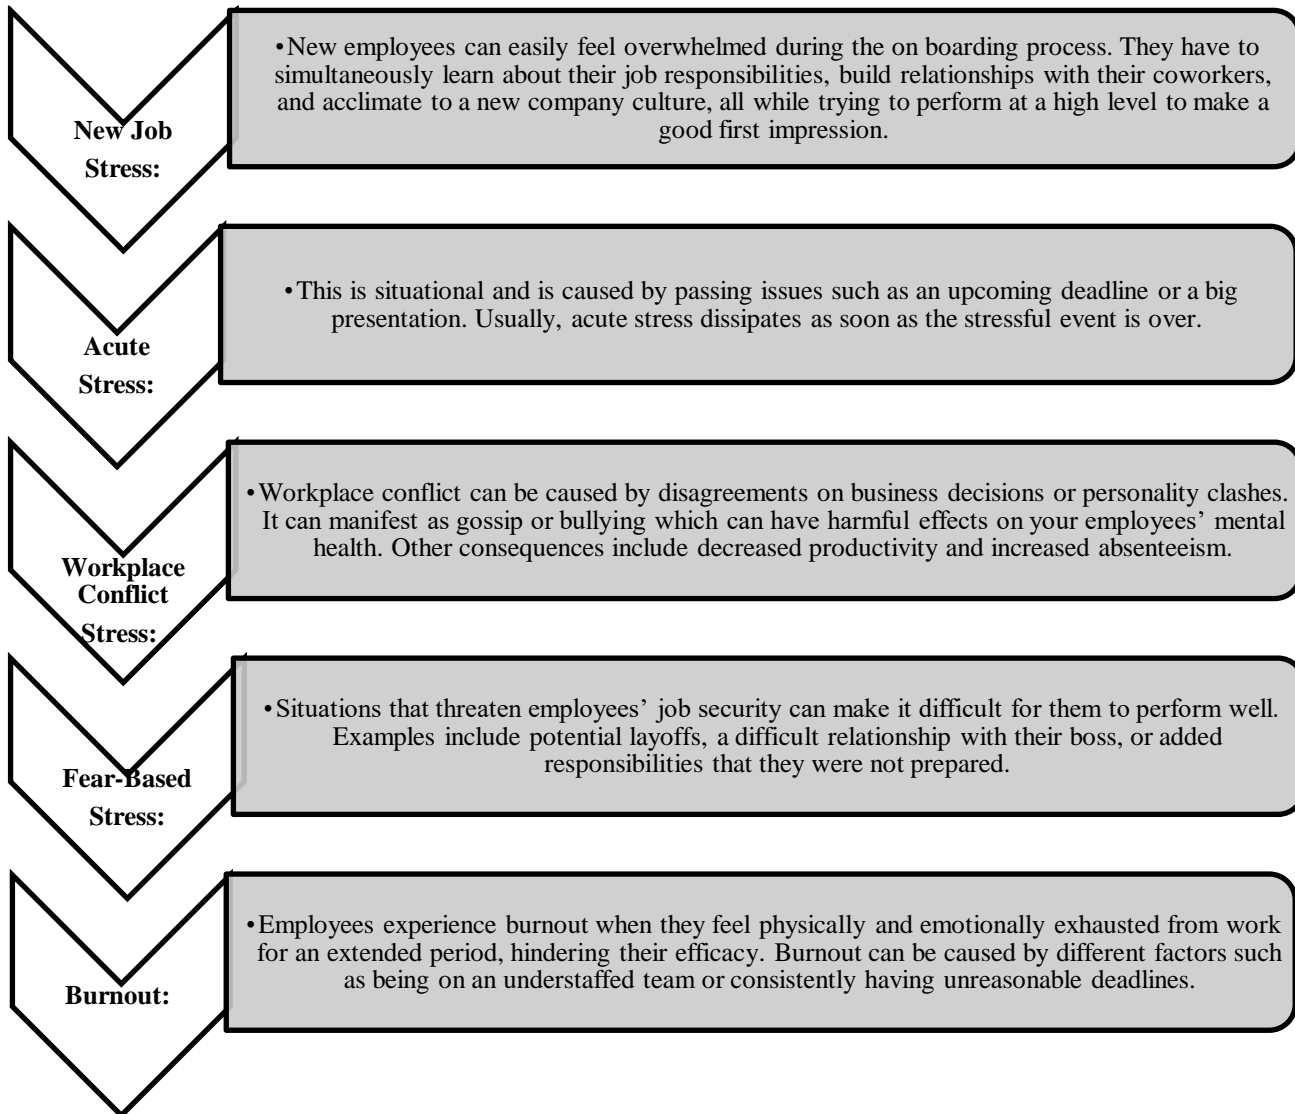 New Job
Stress:
•New employees can easily feel overwhelmed during the on boarding process. They have to
simultaneously learn about their job responsibilities, build relationships with their coworkers,
and acclimate to a new company culture, all while trying to perform at a high level to make a
good first impression.
Acute
Stress:
•This is situational and is caused by passing issues such as an upcoming deadline or a big
presentation. Usually, acute stress dissipates as soon as the stressful event is over.
Workplace
Conflict
Stress:
•Workplace conflict can be caused by disagreements on business decisions or personality clashes.
It can manifest as gossip or bullying which can have harmful effects on your employees’ mental
health. Other consequences include decreased productivity and increased absenteeism.
Fear-Based
Stress:
•Situations that threaten employees’ job security can make it difficult for them to perform well.
Examples include potential layoffs, a difficult relationship with their boss, or added
responsibilities that they were not prepared.
Burnout:
•Employees experience burnout when they feel physically and emotionally exhausted from work
for an extended period, hindering their efficacy. Burnout can be caused by different factors such
as being on an understaffed team or consistently having unreasonable deadlines.